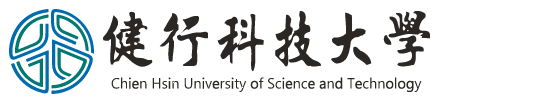 健行科技大學
Chien Hsin University of Science and Technology